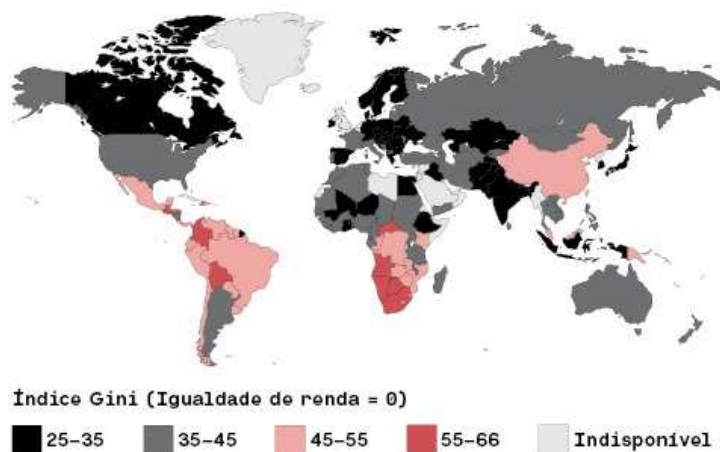 Índice Gini (Igualdade de renda = 0)
25-35 35-45 45-55 55-66 Indisponível